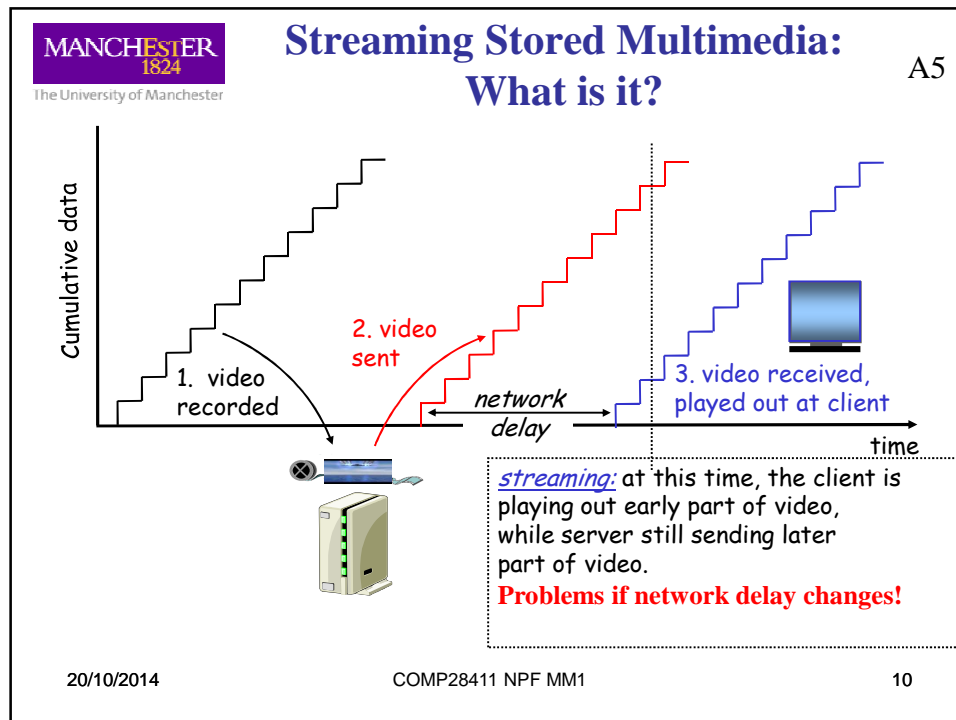 MANCHEstER
1824
The University of Manchester
Streaming Stored Multimedia:
What is it?
A5
Cumulative data
1. video
recorded
2. video
sent
network
delay
3. video received,
played out at client
time
streaming: at this time, the client is
playing out early part of video,
while server still sending later
part of video.
Problems if network delay changes!
20/10/2014
COMP28411 NPF MM1
10